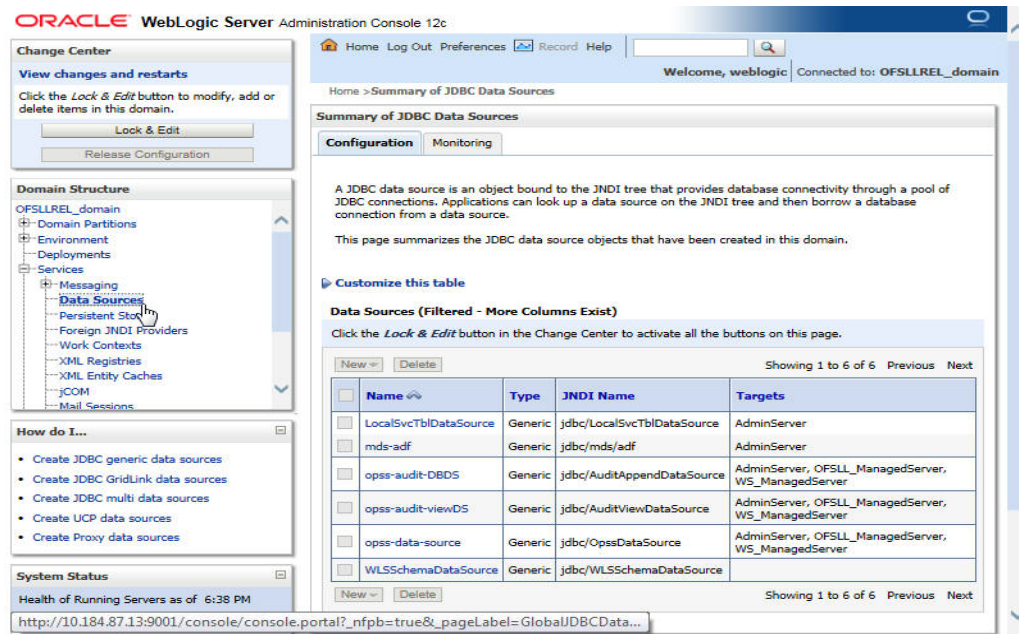 ORACLE WebLogic Server Administration Console 12c
Change Center
View changes and restarts
Click the Lock & Edit button to modify, add or
delete items in this domain.
Lock & Edit
Release Configuration
Domain Structure
OFSLLREL_domain
Domain Partitions
Environment
Deployments
Services
Messaging
Data Sources
Persistent Sto
Foreign JNDI Providers
Work Contexts
XML Registries
XML Entity Caches
jCOM
Mail Sessions
How do I...
Create JDBC generic data sources
Create JDBC GridLink data sources
Create JDBC multi data sources
Create UCP data sources
Create Proxy data sources
System Status
Health of Running Servers as of 6:38 PM
http://10.184.87.13:9001/console/console.portal?_nfpb=true&_pageLabel=GlobalJDBCData...
Home Log Out Preferences Record Help
Welcome, weblogic Connected to: OFSLLREL_domain
Home >Summary of JDBC Data Sources
Summary of JDBC Data Sources
Configuration Monitoring
A JDBC data source is an object bound to the JNDI tree that provides database connectivity through a pool of
JDBC connections. Applications can look up a data source on the JNDI tree and then borrow a database
connection from a data source.
This page summarizes the JDBC data source objects that have been created in this domain.
Customize this table
Data Sources (Filtered - More Columns Exist)
Click the Lock & Edit button in the Change Center to activate all the buttons on this page.
New Delete Showing 1 to 6 of 6 Previous Next
Name Type JNDI Name Targets
LocalSvcTblDataSource Generic jdbc/LocalSvcTblDataSource AdminServer
mds-adf Generic jdbc/mds/adf AdminServer
opss-audit-DBDS Generic jdbc/AuditAppendDataSource AdminServer, OFSLL_ManagedServer,
WS_ManagedServer
opss-audit-viewDS Generic jdbc/AuditViewDataSource AdminServer, OFSLL_ManagedServer,
WS_ManagedServer
opss-data-source Generic jdbc/OpssDataSource AdminServer, OFSLL_ManagedServer,
WS_ManagedServer
WLSSchemaDataSource Generic jdbc/WLSSchemaDataSource
New Delete Showing 1 to 6 of 6 Previous Next